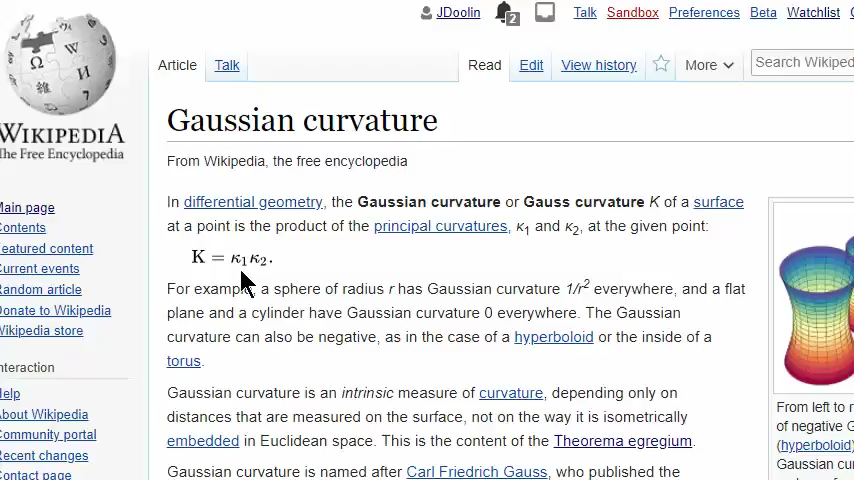 JDoolin 2 Talk Sandbox Preferences Beta Watchlist
Article Talk Read Edit View history More Search Wikiped
WIKIPEDIA
The Free Encyclopedia
Gaussian curvature
From Wikipedia, the free encyclopedia
Main page
Contents
Featured content
Current events
Random article
Donate to Wikipedia
Wikipedia store
Interaction
Help
About Wikipedia
Community portal
Recent changes
Contact page
In differential geometry, the Gaussian curvature or Gauss curvature K of a surface
at a point is the product of the principal curvatures, κ1 and κ2, at the given point:
K = κ1κ2.
For example, a sphere of radius r has Gaussian curvature 1/r² everywhere, and a flat
plane and a cylinder have Gaussian curvature 0 everywhere. The Gaussian
curvature can also be negative, as in the case of a hyperboloid or the inside of a
torus.
Gaussian curvature is an intrinsic measure of curvature, depending only on
distances that are measured on the surface, not on the way it is isometrically
embedded in Euclidean space. This is the content of the Theorema egregium.
Gaussian curvature is named after Carl Friedrich Gauss, who published the
From left to r
of negative G
(hyperboloid)
Gaussian cur